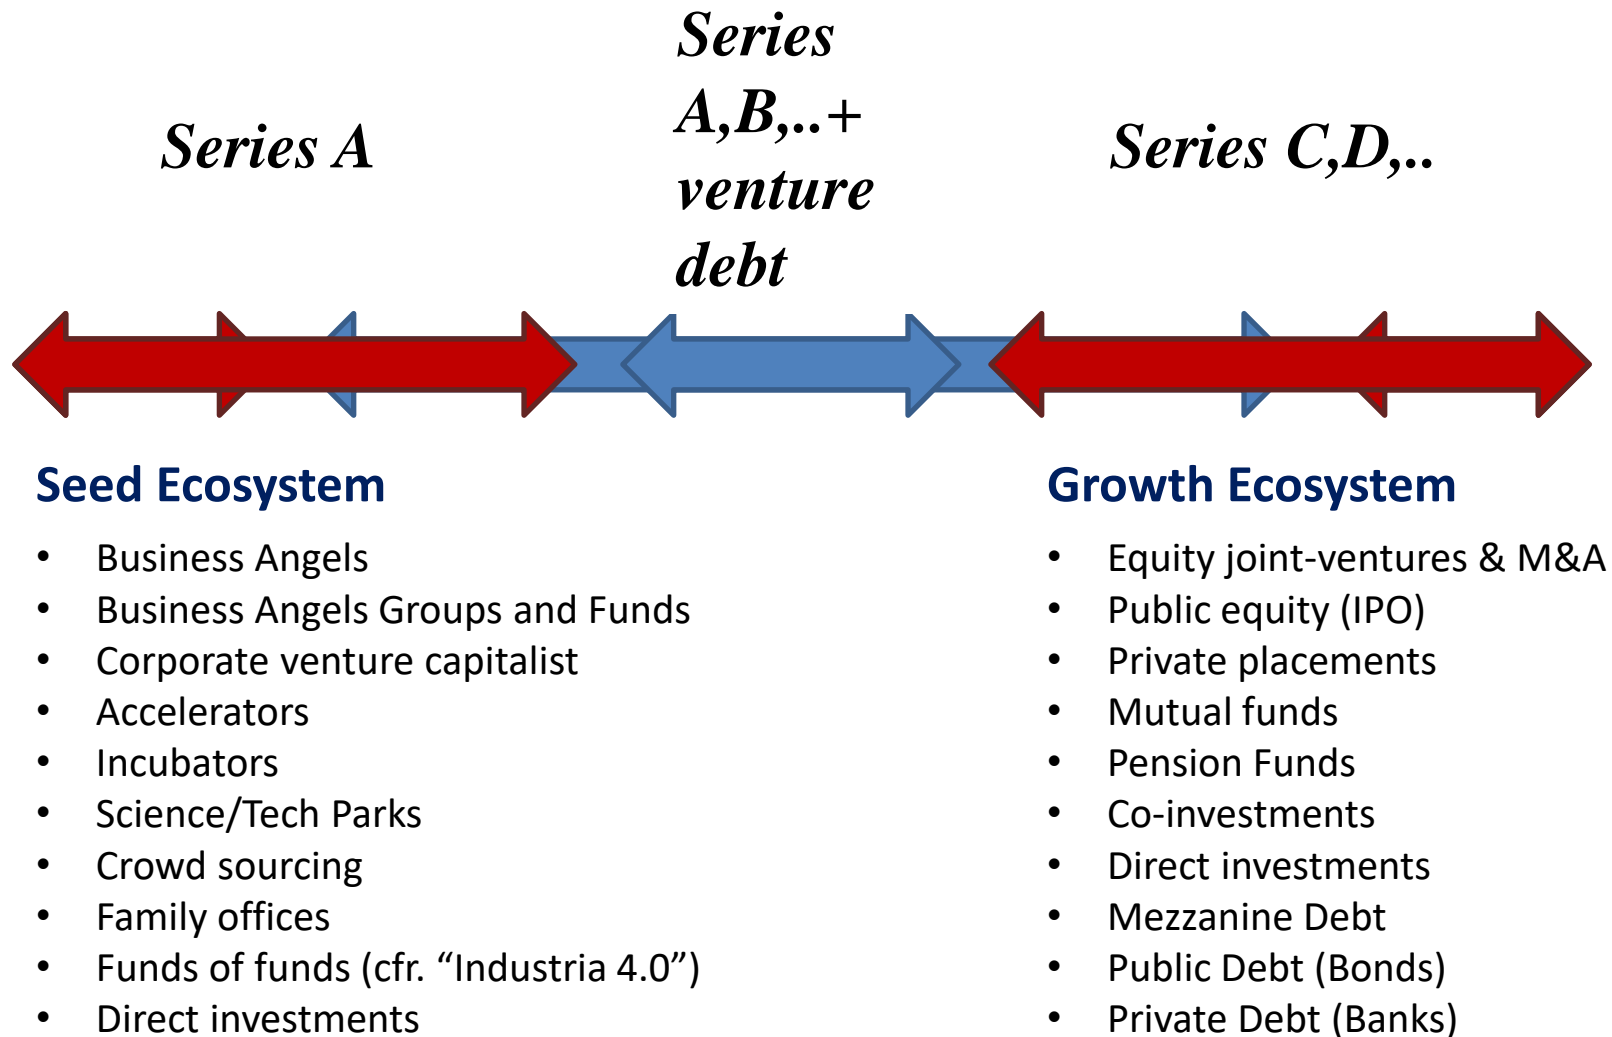 Series A
Series
A,B,..+
venture
debt
Series C,D,..
Seed Ecosystem
• Business Angels
• Business Angels Groups and Funds
• Corporate venture capitalist
• Accelerators
• Incubators
• Science/Tech Parks
• Crowd sourcing
• Family offices
• Funds of funds (cfr. “Industria 4.0”)
• Direct investments
Growth Ecosystem
• Equity joint-ventures & M&A
• Public equity (IPO)
• Private placements
• Mutual funds
• Pension Funds
• Co-investments
• Direct investments
• Mezzanine Debt
• Public Debt (Bonds)
• Private Debt (Banks)